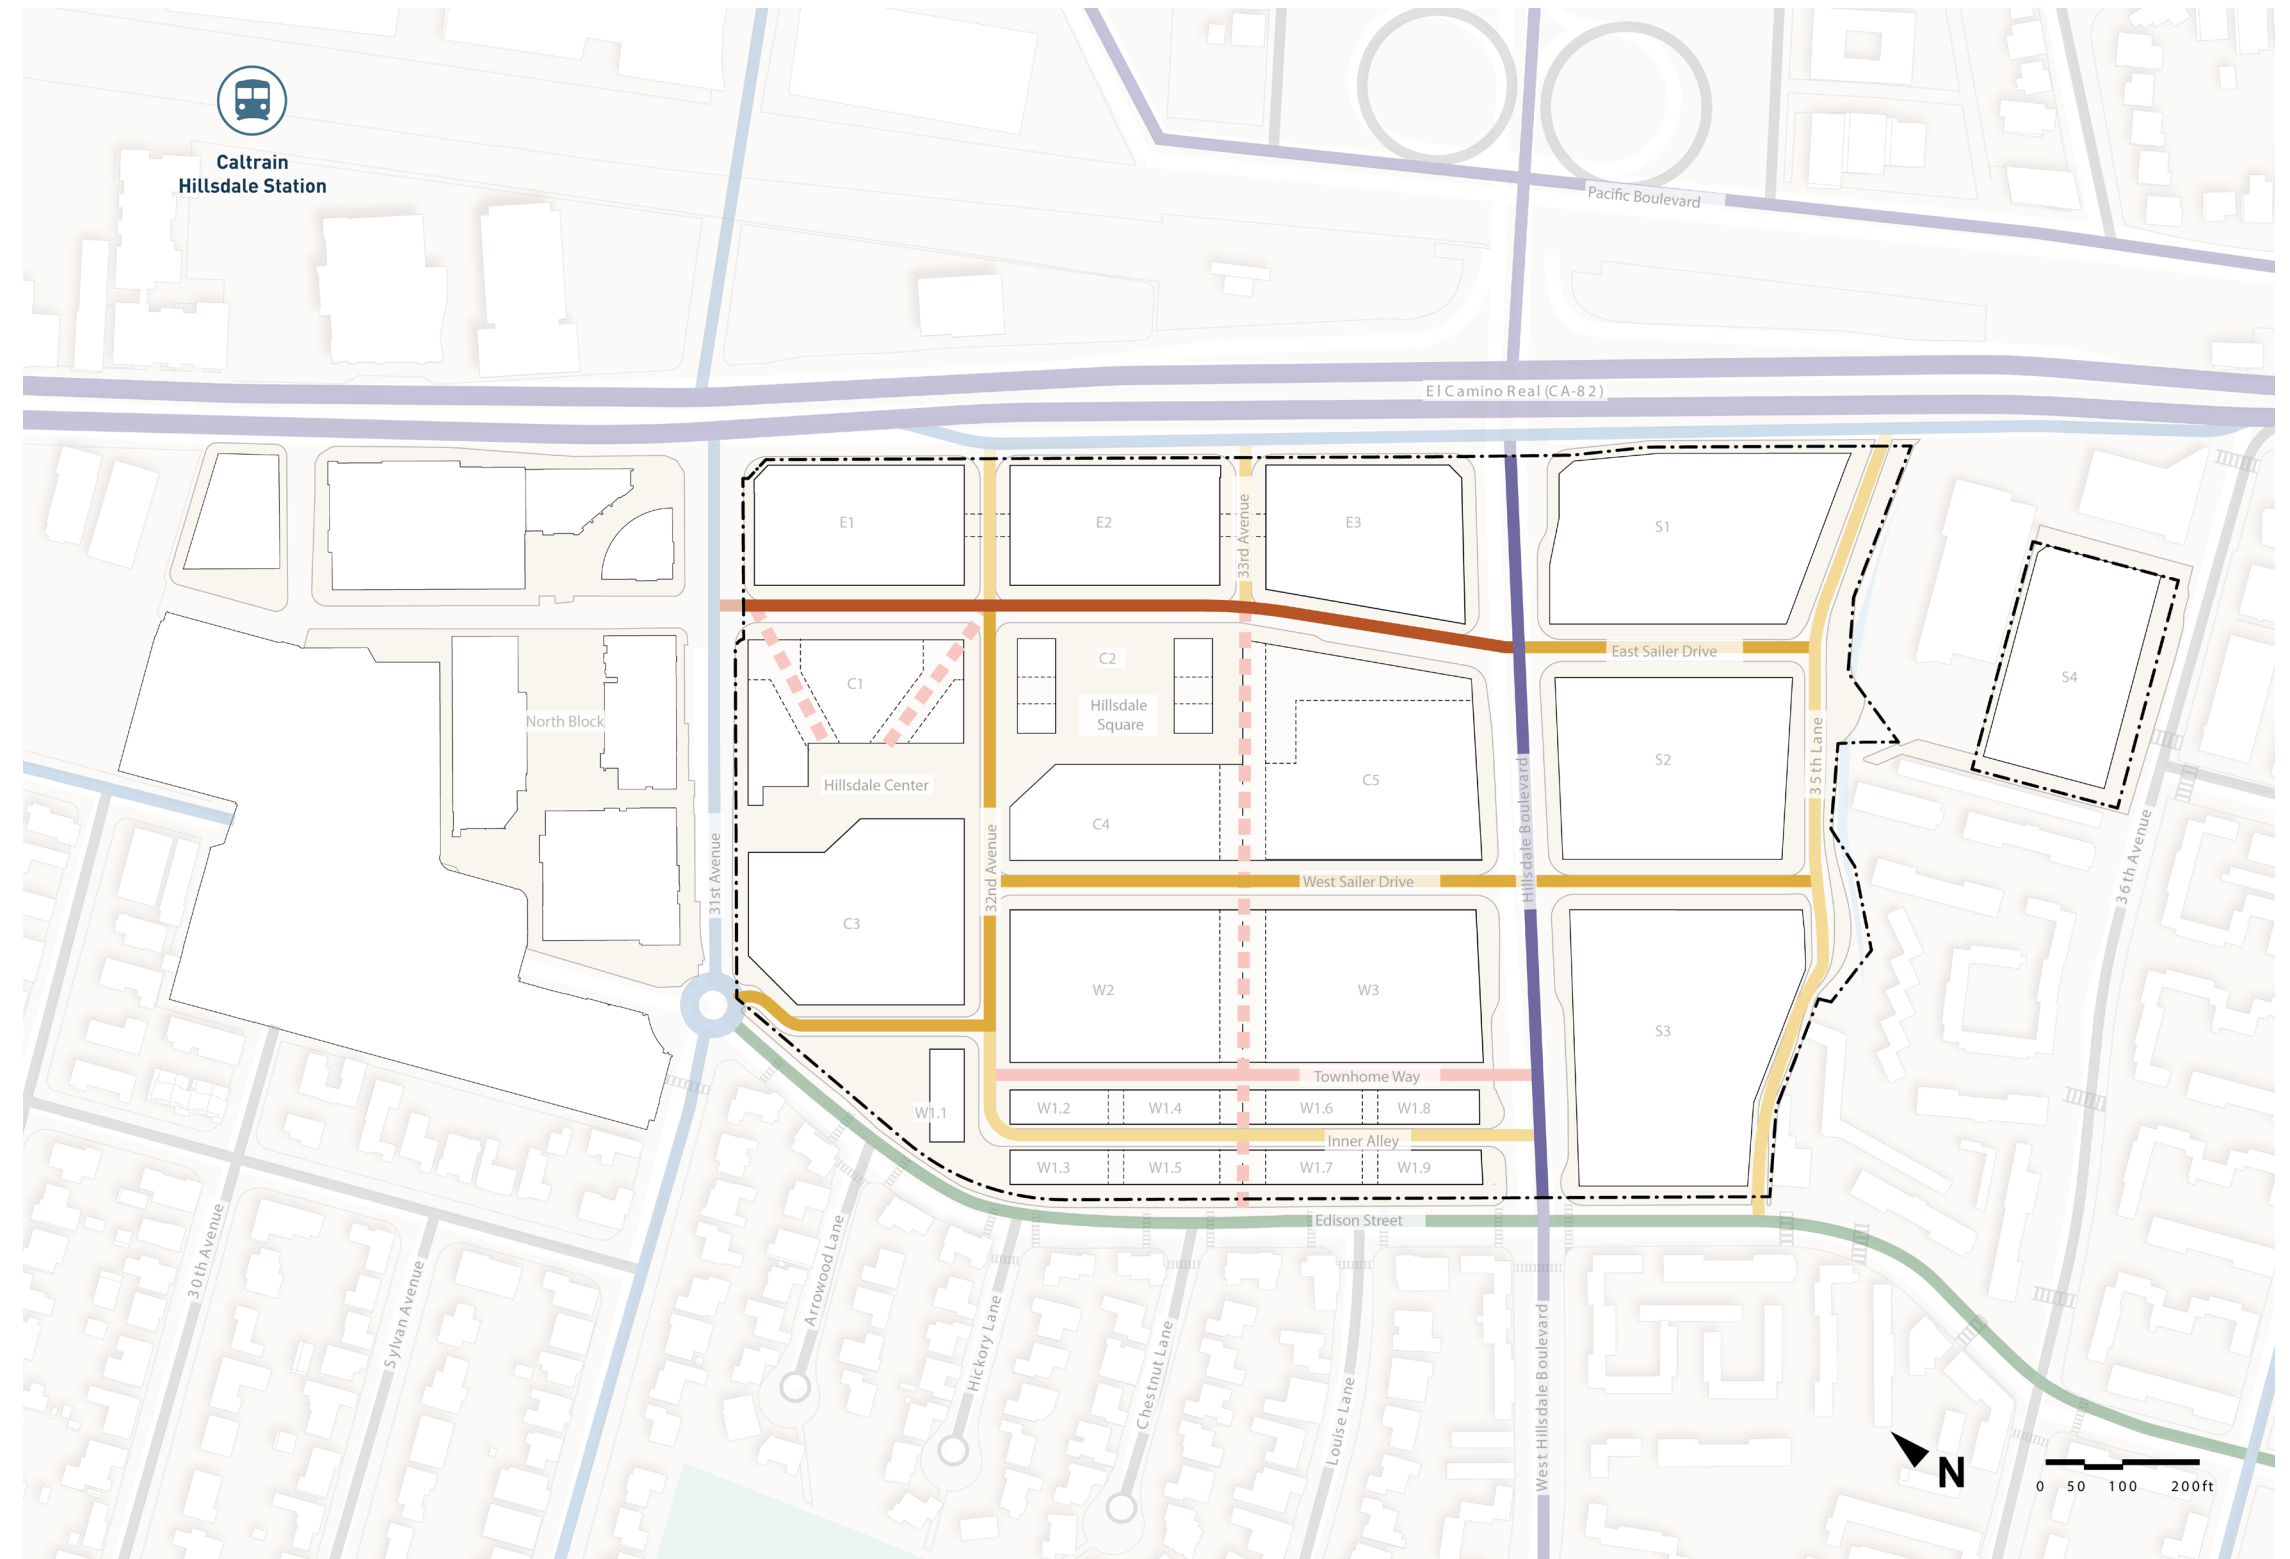 Caltrain
Hillsdale Station
Pacific Boulevard
El Camino Real (CA-82)
E1
E2
33rd Avenue
E3
S1
East Sailer Drive
C1
C2
Hillsdale
Square
S4
North Block
S2
35th Lane
Hillsdale Center
C5
C4
Hillsdale Boulevard
31st Avenue
32nd Avenue
West Sailer Drive
36th Avenue
C3
W2
W3
S3
Townhome Way
W1.1
W1.2
W1.4
W1.6
W1.8
Inner Alley
W1.3
W1.5
W1.7
W1.9
Edison Street
30th Avenue
Sylvan Avenue
Arrowood Lane
Hickory Lane
Chestnut Lane
Louise Lane
West Hillsdale Boulevard
N
0 50 100 200ft